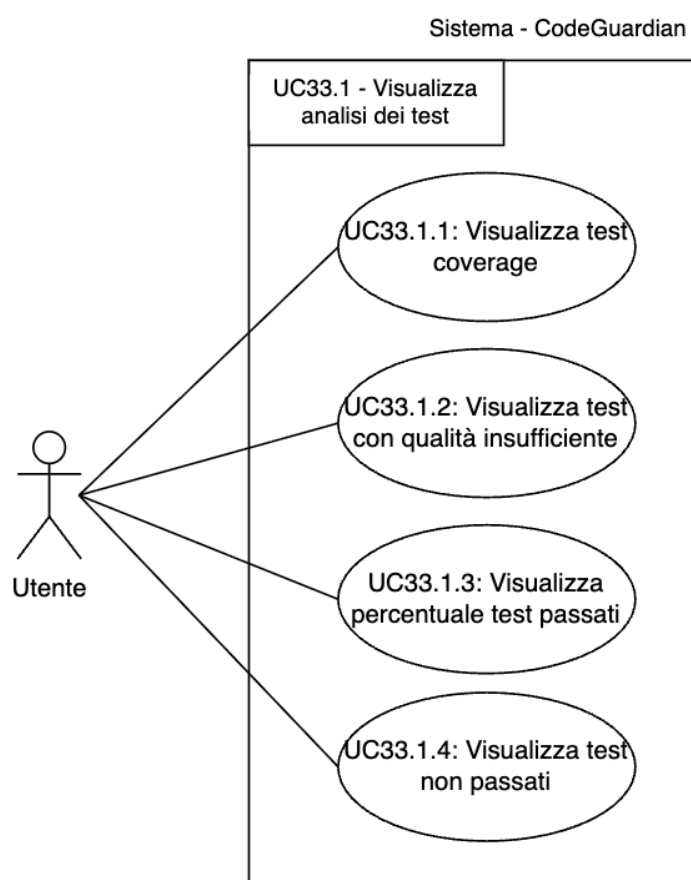 Sistema - CodeGuardian
UC33.1 - Visualizza
analisi dei test
UC33.1.1: Visualizza test
coverage
UC33.1.2: Visualizza test
con qualità insufficiente
UC33.1.3: Visualizza
percentuale test passati
Utente
UC33.1.4: Visualizza test
non passati